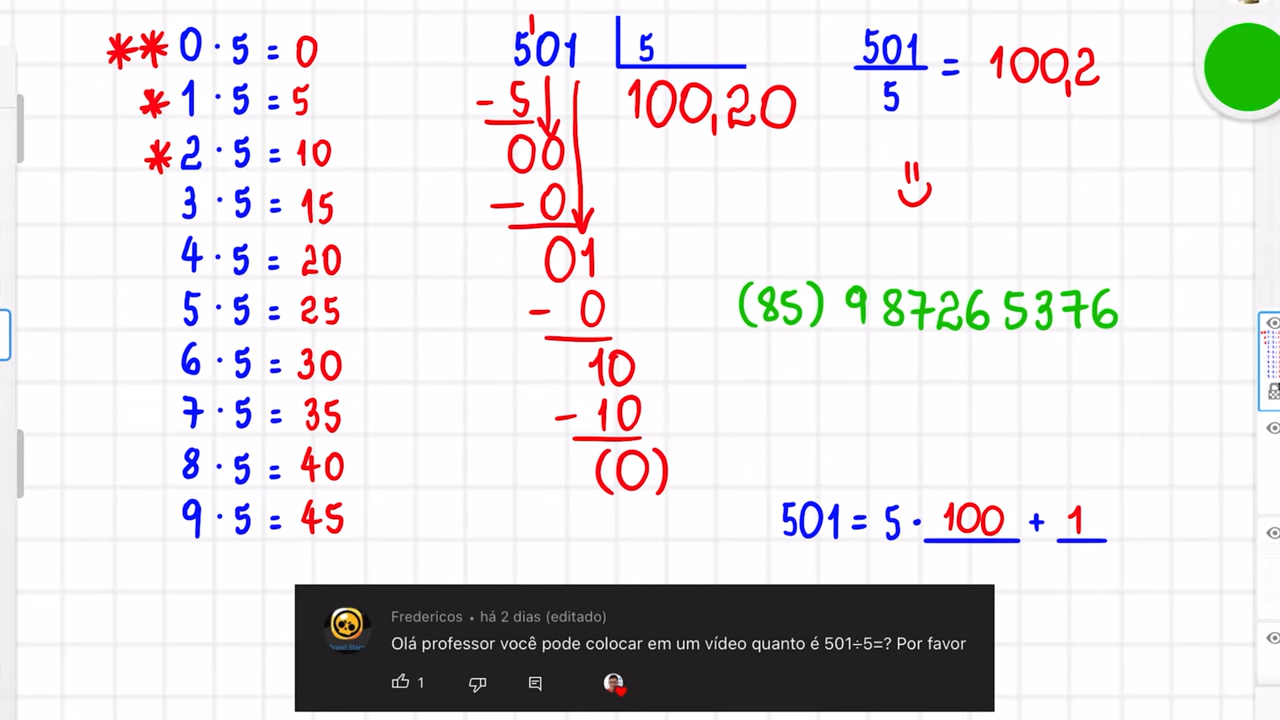 ** 0 · 5 = 0
* 1 · 5 = 5
* 2 · 5 = 10
3 · 5 = 15
4 · 5 = 20
5 · 5 = 25
6 · 5 = 30
7 · 5 = 35
8 · 5 = 40
9 · 5 = 45
501 5
- 5 100,20
00
- 0
01
- 0
10
- 10
(0)
501
5
= 100,2
(85) 9 8726 5376
501 = 5 · 100 + 1
Fredericos • há 2 dias (editado)
Olá professor você pode colocar em um vídeo quanto é 501÷5=? Por favor
1